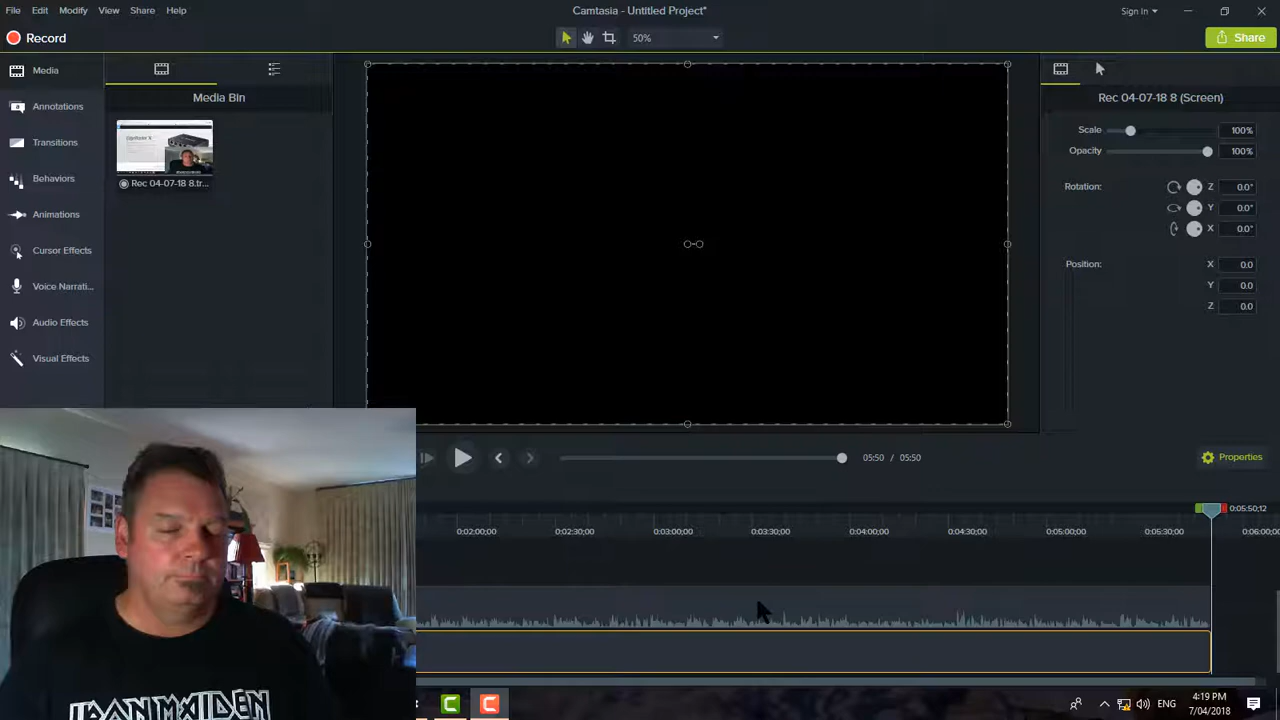 File Edit Modify View Share Help
Camtasia - Untitled Project*
Sign In
Record
50%
Share
Media
Annotations
Transitions
Behaviors
Animations
Cursor Effects
Voice Narrati...
Audio Effects
Visual Effects
Media Bin
Rec 04-07-18 8.tr...
Rec 04-07-18 8 (Screen)
Scale 100%
Opacity 100%
Rotation: Z 0.0°
Y 0.0°
X 0.0°
Position: X 0.0
Y 0.0
Z 0.0
05:50 / 05:50
Properties
0:05:50;12
0:02:00;00 0:02:30;00 0:03:00;00 0:03:30;00 0:04:00;00 0:04:30;00 0:05:00;00 0:05:30;00 0:06:00;0
IRON MAIDEN
ENG
4:19 PM
7/04/2018